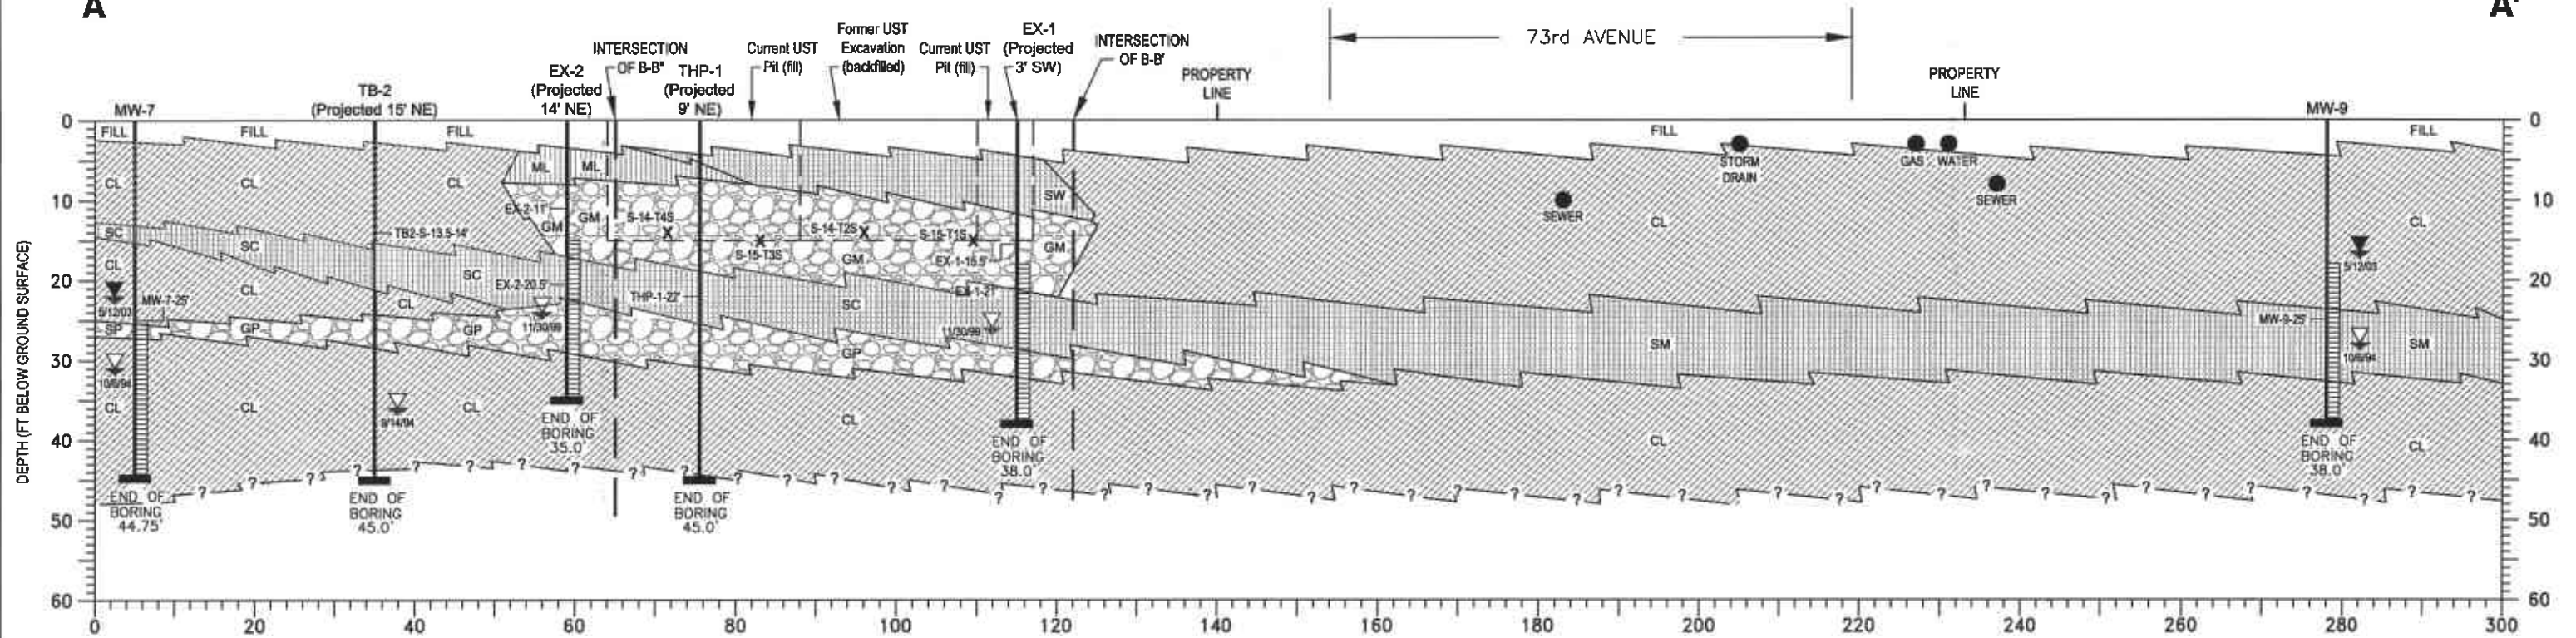 A
A'
73rd AVENUE
MW-7
TB-2
(Projected 15' NE)
EX-2
(Projected
14' NE)
INTERSECTION
OF B-B'
THP-1
(Projected
9' NE)
Current UST
Pit (fill)
Former UST
Excavation
(backfilled)
Current UST
Pit (fill)
EX-1
(Projected
3' SW)
INTERSECTION
OF B-B'
PROPERTY
LINE
PROPERTY
LINE
MW-9
DEPTH (FT BELOW GROUND SURFACE)
0
10
20
30
40
50
60
0
10
20
30
40
50
60
FILL
FILL
FILL
FILL
FILL
CL
CL
CL
ML
ML
SW
CL
CL
STORM
DRAIN
GAS
WATER
SEWER
SEWER
EX-2-11'
GM
GM
S-14-T4S
S-15-T3S
S-14-T2S
S-15-T1S
EX-1-15.5'
GM
GM
SC
SC
SC
SC
TB2-S-13.5-14'
EX-2-20.5'
THP-1-22'
EX-1-21'
CL
CL
CL
MW-7-25'
5/12/03
SP
GP
GP
GP
11/30/99
11/30/99
10/6/94
9/14/94
CL
CL
CL
CL
CL
CL
SM
SM
5/12/03
MW-9-25'
10/6/94
END OF
BORING
44.75'
END OF
BORING
45.0'
END OF
BORING
35.0'
END OF
BORING
45.0'
END OF
BORING
38.0'
END OF
BORING
38.0'
? ? ? ? ? ? ? ? ? ? ? ? ? ? ? ? ? ? ? ? ? ? ? ? ? ? ? ? ? ? ? ? ? ? ? ?
0 20 40 60 80 100 120 140 160 180 200 220 240 260 280 300